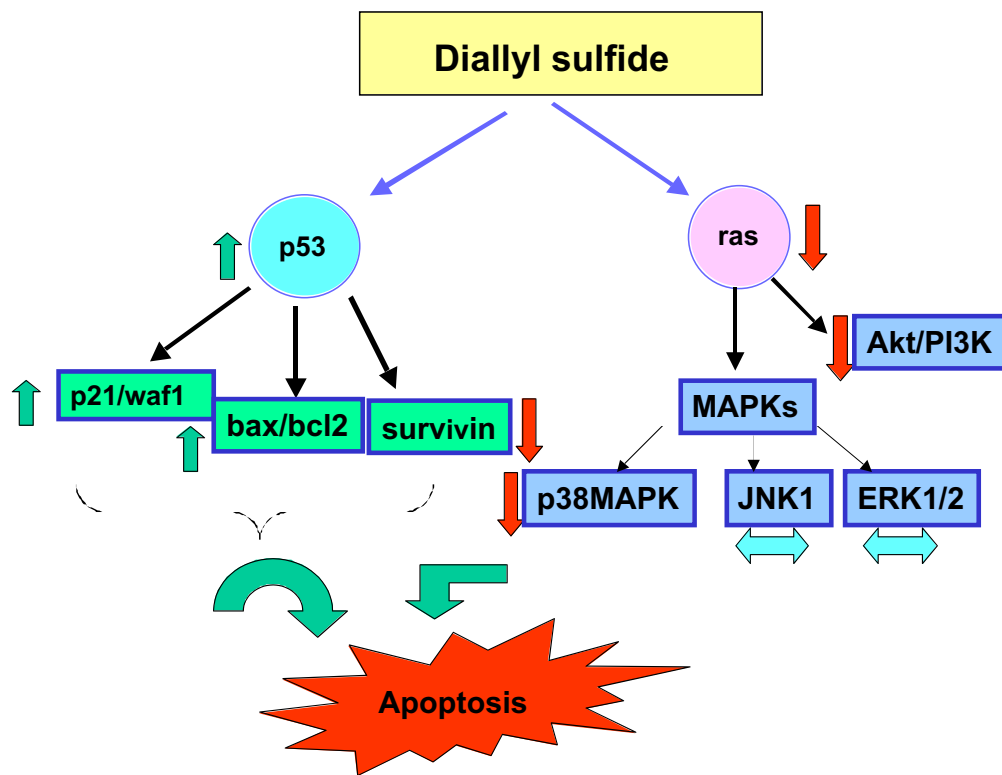 Diallyl sulfide
p53
ras
Akt/PI3K
p21/waf1
bax/bcl2
survivin
MAPKs
p38MAPK
JNK1
ERK1/2
Apoptosis